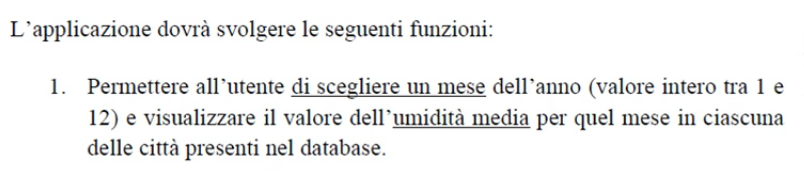 L'applicazione dovrà svolgere le seguenti funzioni:
1. Permettere all'utente di scegliere un mese dell'anno (valore intero tra 1 e
12) e visualizzare il valore dell'umidità media per quel mese in ciascuna
delle città presenti nel database.